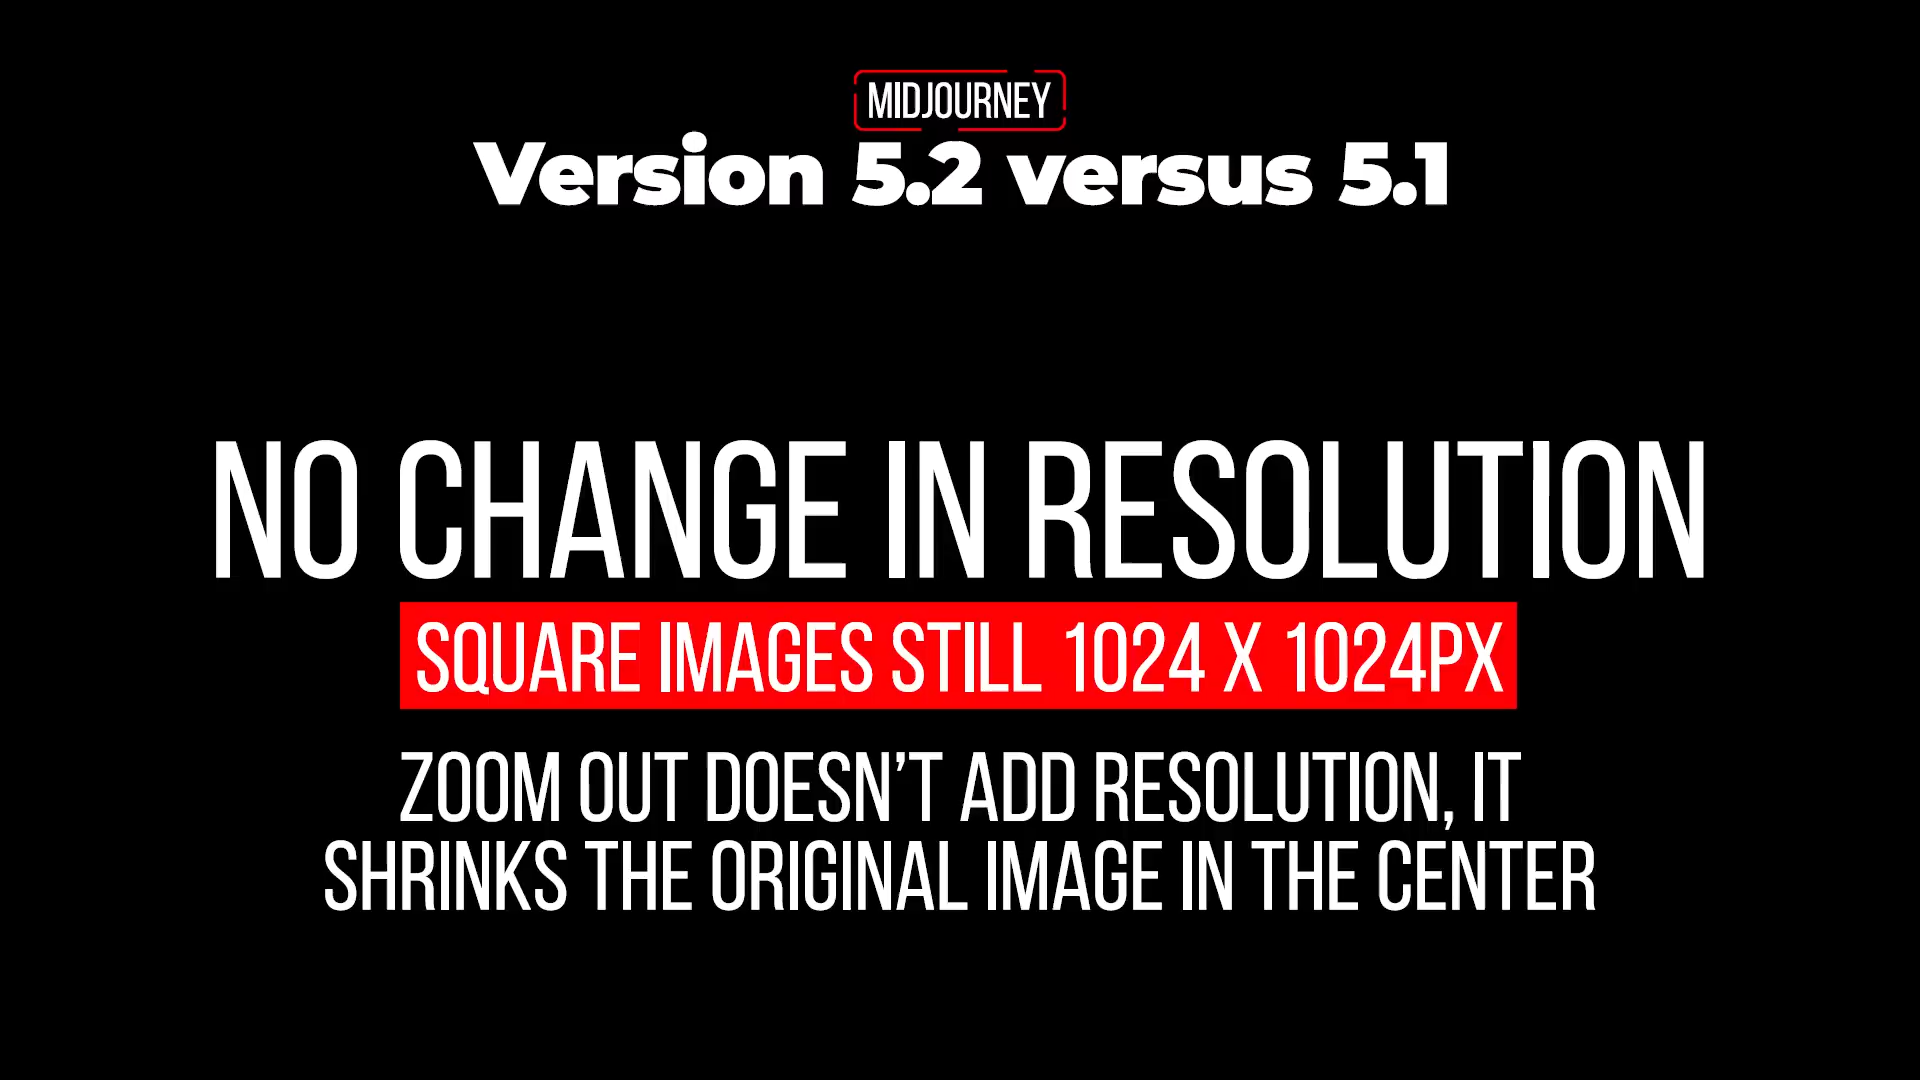 MIDJOURNEY
Version 5.2 versus 5.1
NO CHANGE IN RESOLUTION
SQUARE IMAGES STILL 1024 X 1024PX
ZOOM OUT DOESN’T ADD RESOLUTION, IT
SHRINKS THE ORIGINAL IMAGE IN THE CENTER